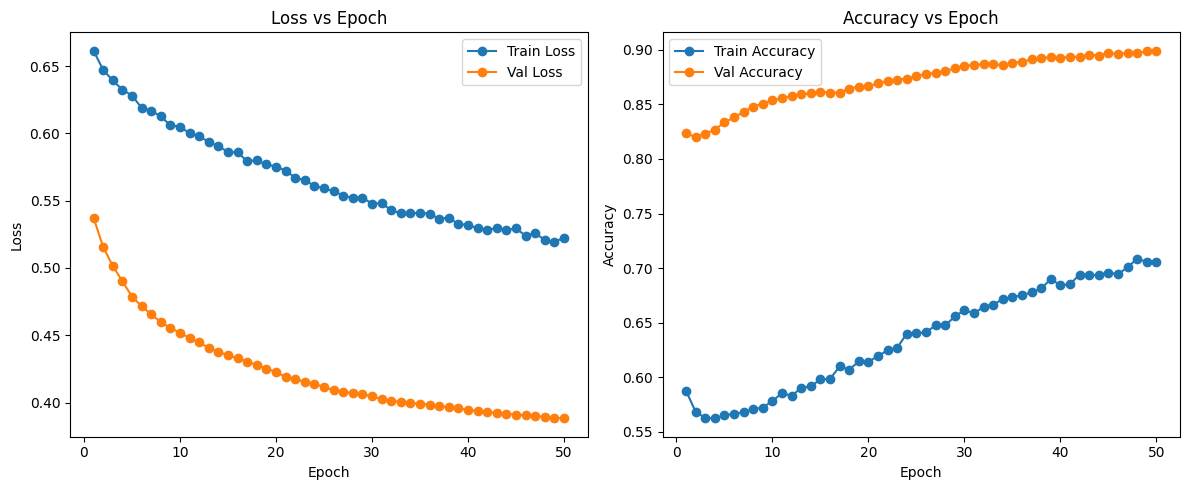 Loss vs Epoch
Train Loss
Val Loss
0.65
0.60
0.55
0.50
0.45
0.40
Loss
0
10
20
30
40
50
Epoch
Accuracy vs Epoch
Train Accuracy
Val Accuracy
0.90
0.85
0.80
0.75
0.70
0.65
0.60
0.55
Accuracy
0
10
20
30
40
50
Epoch